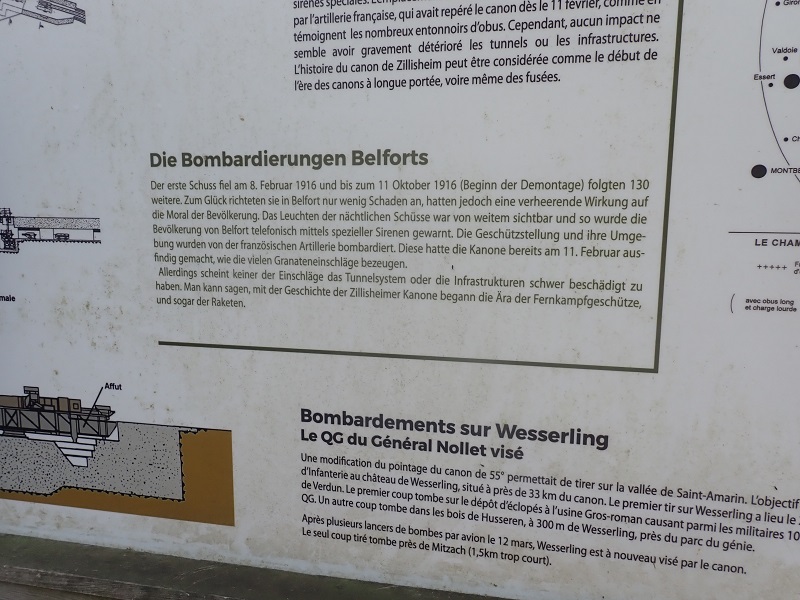 sirènes spéciales.
par l'artillerie française, qui avait repéré le canon dès le 11 février, comme en
témoignent les nombreux entonnoirs d'obus. Cependant, aucun impact ne
semble avoir gravement détérioré les tunnels ou les infrastructures.
L'histoire du canon de Zillisheim peut être considérée comme le début de
l'ère des canons à longue portée, voire même des fusées.
Die Bombardierungen Belforts
Der erste Schuss fiel am 8. Februar 1916 und bis zum 11 Oktober 1916 (Beginn der Demontage) folgten 130
weitere. Zum Glück richteten sie in Belfort nur wenig Schaden an, hatten jedoch eine verheerende Wirkung auf
die Moral der Bevölkerung. Das Leuchten der nächtlichen Schüsse war von weitem sichtbar und so wurde die
Bevölkerung von Belfort telefonisch mittels spezieller Sirenen gewarnt. Die Geschützstellung und ihre Umge-
bung wurden von der französischen Artillerie bombardiert. Diese hatte die Kanone bereits am 11. Februar aus-
findig gemacht, wie die vielen Granateneinschläge bezeugen.
Allerdings scheint keiner der Einschläge das Tunnelsystem oder die Infrastrukturen schwer beschädigt zu
haben. Man kann sagen, mit der Geschichte der Zillisheimer Kanone begann die Ära der Fernkampfgeschütze,
und sogar der Raketen.
Affut
Bombardements sur Wesserling
Le QG du Général Nollet visé
Une modification du pointage du canon de 55° permettait de tirer sur la vallée de Saint-Amarin. L'objectif
d'Infanterie au château de Wesserling, situé à près de 33 km du canon. Le premier tir sur Wesserling a lieu le
de Verdun. Le premier coup tombe sur le dépôt d'éclopés à l'usine Gros-roman causant parmi les militaires 10
QG. Un autre coup tombe dans les bois de Husseren, à 300 m de Wesserling, près du parc du génie.
Après plusieurs lancers de bombes par avion le 12 mars, Wesserling est à nouveau visé par le canon.
Le seul coup tiré tombe près de Mitzach (1,5km trop court).
Valdoie
Essert
MONTBÉ
LE CHAM
+++++
avec obus long
et charge lourde
male